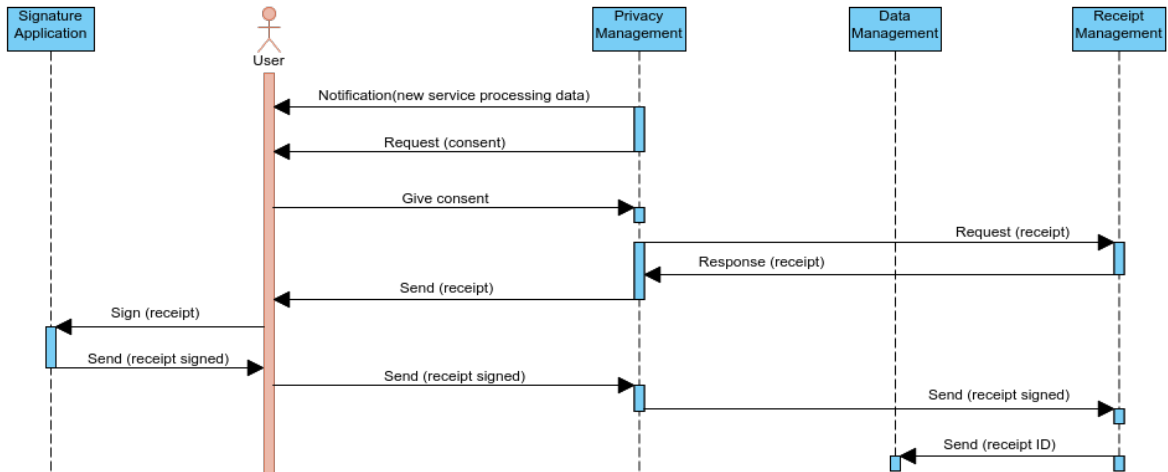 Signature
Application
User
Privacy
Management
Data
Management
Receipt
Management
Notification(new service processing data)
Request (consent)
Give consent
Request (receipt)
Response (receipt)
Send (receipt)
Sign (receipt)
Send (receipt signed)
Send (receipt signed)
Send (receipt signed)
Send (receipt ID)